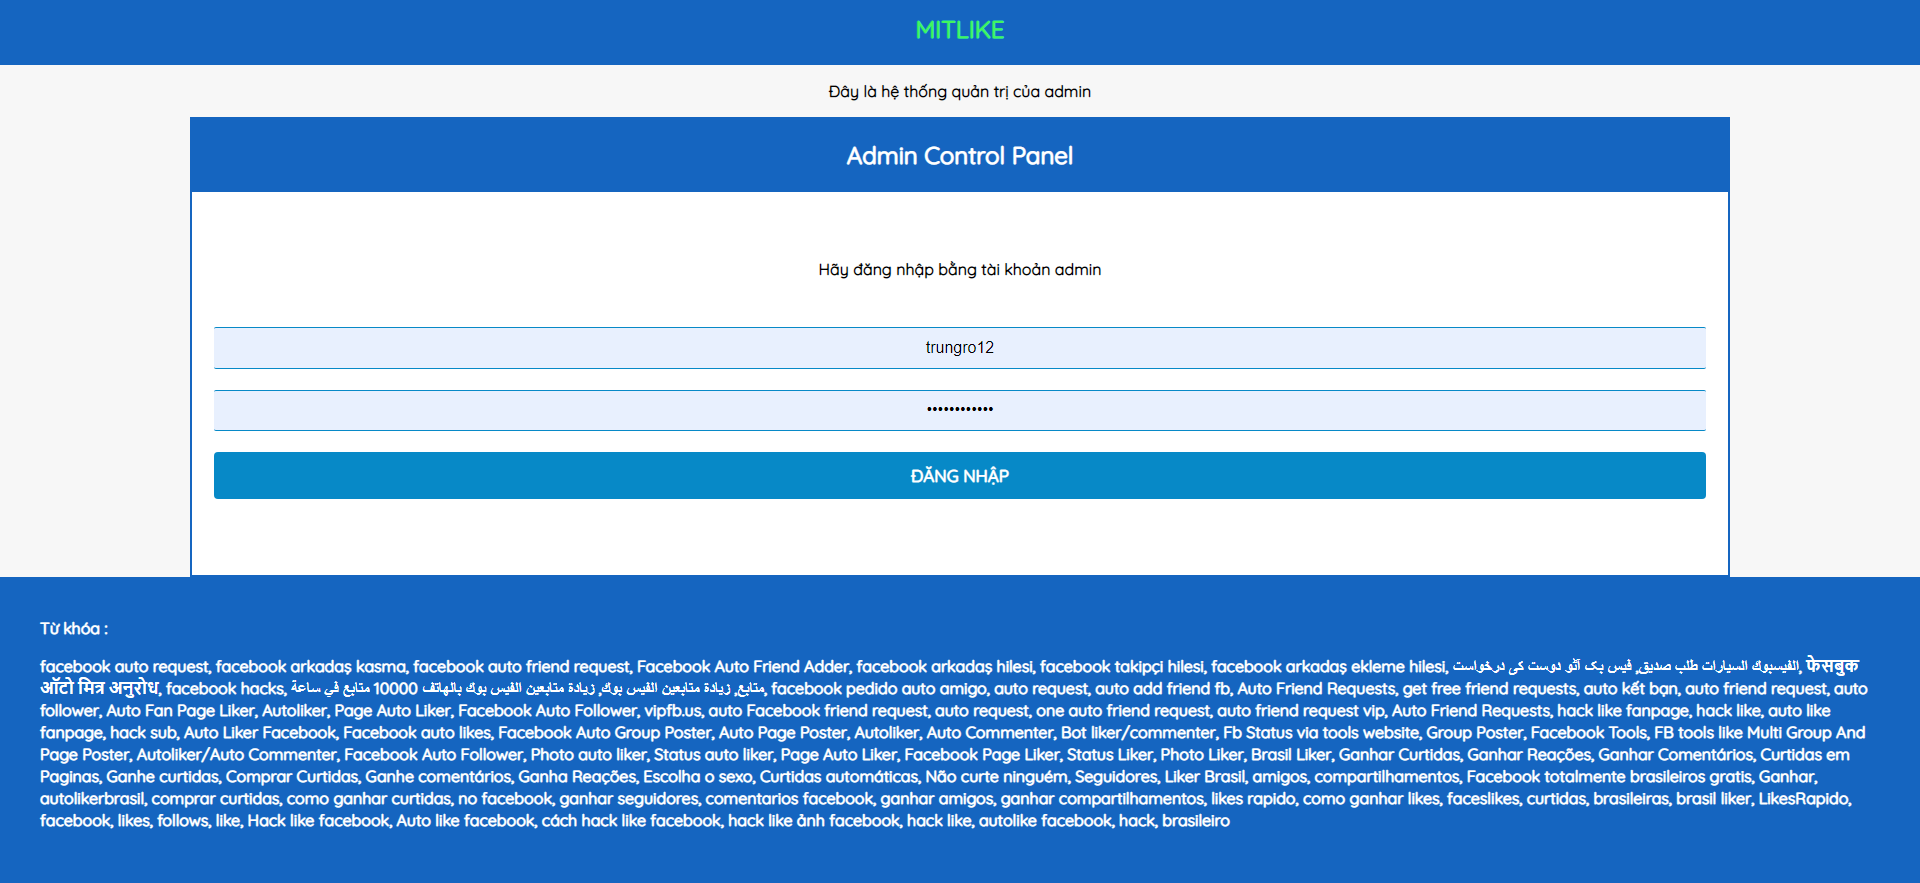 MITLIKE
Đây là hệ thống quản trị của admin
Admin Control Panel
Hãy đăng nhập bằng tài khoản admin
trungro12
••••••••••••
ĐĂNG NHẬP
Từ khóa :
facebook auto request, facebook arkadaş kasma, facebook auto friend request, Facebook Auto Friend Adder, facebook arkadaş hilesi, facebook takipçi hilesi, facebook arkadaş ekleme hilesi, الفيسبوك السيارات طلب صديق, فیس بک آٹو دوست کی درخواست, फेसबुक
ऑटो मित्र अनुरोध, facebook hacks, متابع, زيادة متابعين الفيس بوك, زيادة متابعين الفيس بوك بالهاتف 10000 متابع في ساعة, facebook pedido auto amigo, auto request, auto add friend fb, Auto Friend Requests, get free friend requests, auto kết bạn, auto friend request, auto
follower, Auto Fan Page Liker, Autoliker, Page Auto Liker, Facebook Auto Follower, vipfb.us, auto Facebook friend request, auto request, one auto friend request, auto friend request vip, Auto Friend Requests, hack like fanpage, hack like, auto like
fanpage, hack sub, Auto Liker Facebook, Facebook auto likes, Facebook Auto Group Poster, Auto Page Poster, Autoliker, Auto Commenter, Bot liker/commenter, Fb Status via tools website, Group Poster, Facebook Tools, FB tools like Multi Group And
Page Poster, Autoliker/Auto Commenter, Facebook Auto Follower, Photo auto liker, Status auto liker, Page Auto Liker, Facebook Page Liker, Status Liker, Photo Liker, Brasil Liker, Ganhar Curtidas, Ganhar Reações, Ganhar Comentários, Curtidas em
Paginas, Ganhe curtidas, Comprar Curtidas, Ganhe comentários, Ganha Reações, Escolha o sexo, Curtidas automáticas, Não curte ninguém, Seguidores, Liker Brasil, amigos, compartilhamentos, Facebook totalmente brasileiros gratis, Ganhar,
autolikerbrasil, comprar curtidas, como ganhar curtidas, no facebook, ganhar seguidores, comentarios facebook, ganhar amigos, ganhar compartilhamentos, likes rapido, como ganhar likes, faceslikes, curtidas, brasileiras, brasil liker, LikesRapido,
facebook, likes, follows, like, Hack like facebook, Auto like facebook, cách hack like facebook, hack like ảnh facebook, hack like, autolike facebook, hack, brasileiro